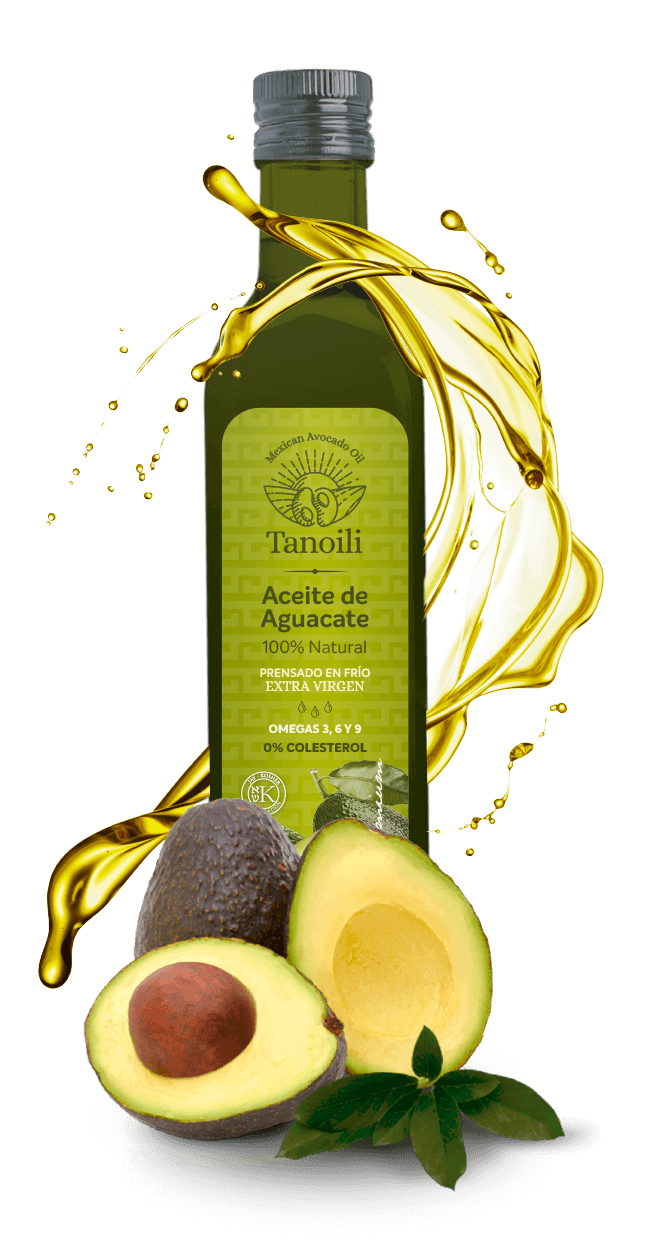 Mexican Avocado Oil
Tanoili
Aceite de
Aguacate
100% Natural
PRENSADO EN FRÍO
EXTRA VIRGEN
OMEGAS 3, 6 Y 9
0% COLESTEROL
K